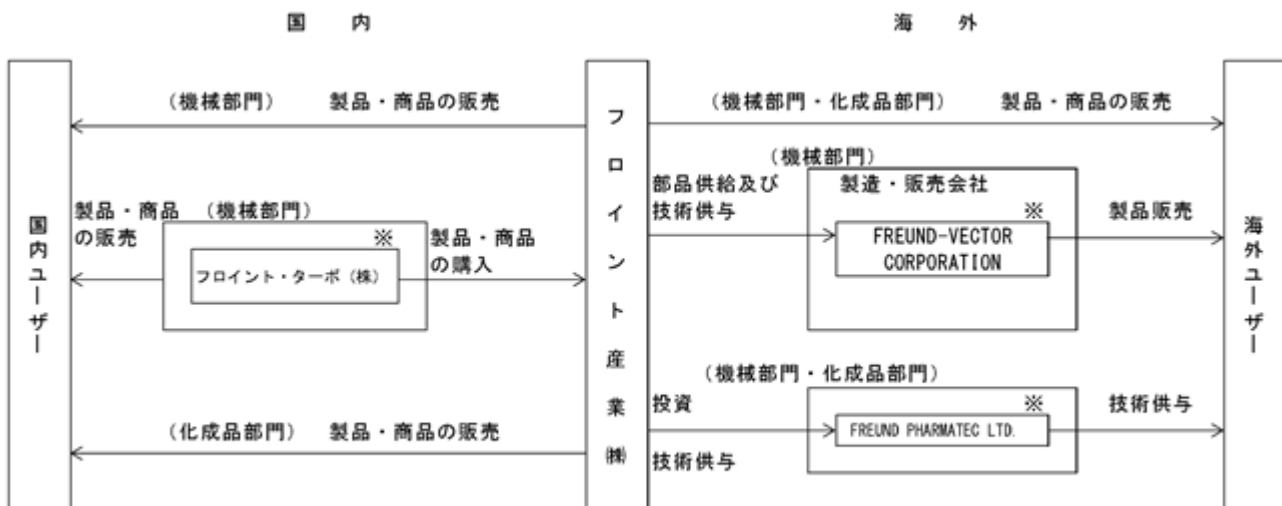 国 内
海 外
(機械部門) 製品・商品の販売
(機械部門・化成品部門) 製品・商品の販売
国内ユーザー
製品・商品
の販売
(機械部門)
※
フロイント・ターボ(株)
製品・商品
の購入
(化成品部門) 製品・商品の販売
フロイント産業㈱
(機械部門)
部品供給及び
技術供与
製造・販売会社
※
FREUND-VECTOR
CORPORATION
製品販売
(機械部門・化成品部門)
投資
技術供与
※
FREUND PHARMATEC LTD.
技術供与
海外ユーザー